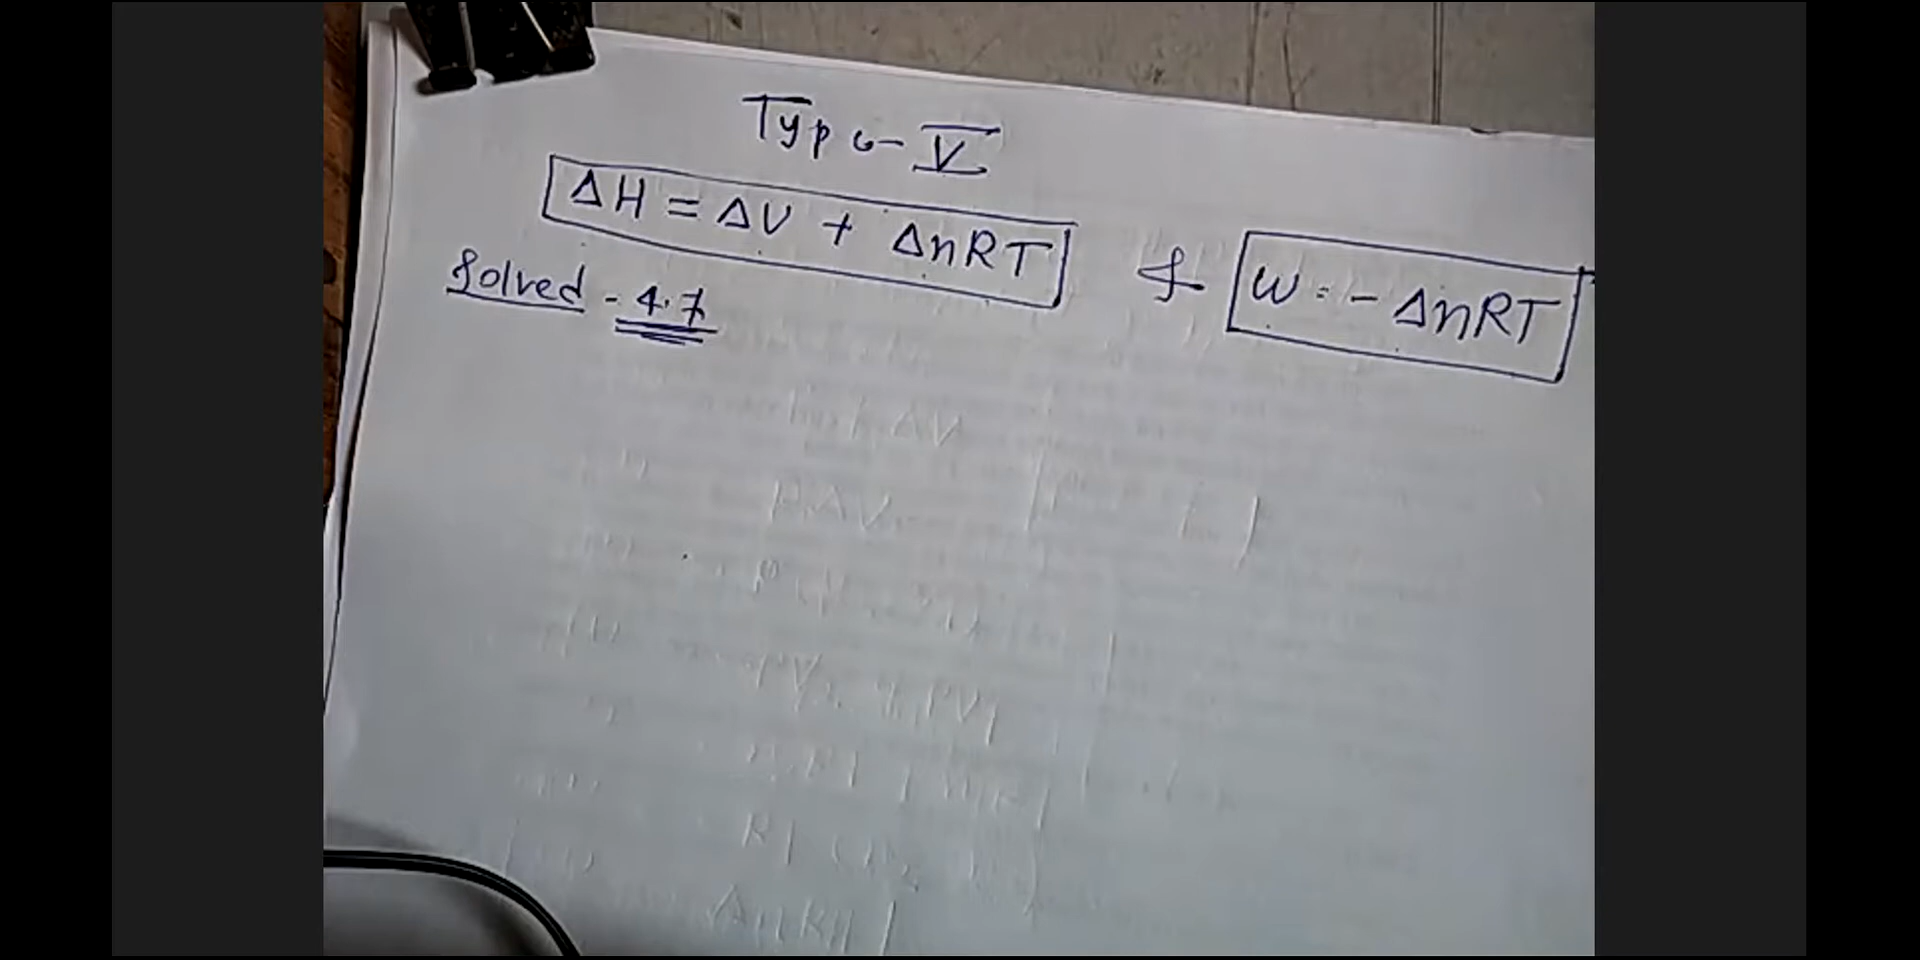 Type-V
ΔH = ΔU + ΔnRT & W = - ΔnRT
Solved - 4.7